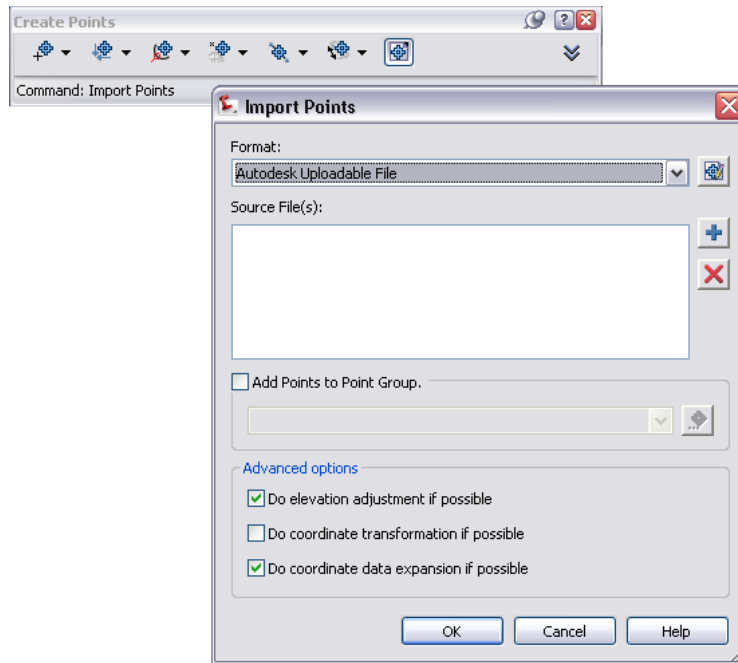 Create Points
Command: Import Points
Import Points
Format:
Autodesk Uploadable File
Source File(s):
Add Points to Point Group.
Advanced options
Do elevation adjustment if possible
Do coordinate transformation if possible
Do coordinate data expansion if possible
OK Cancel Help